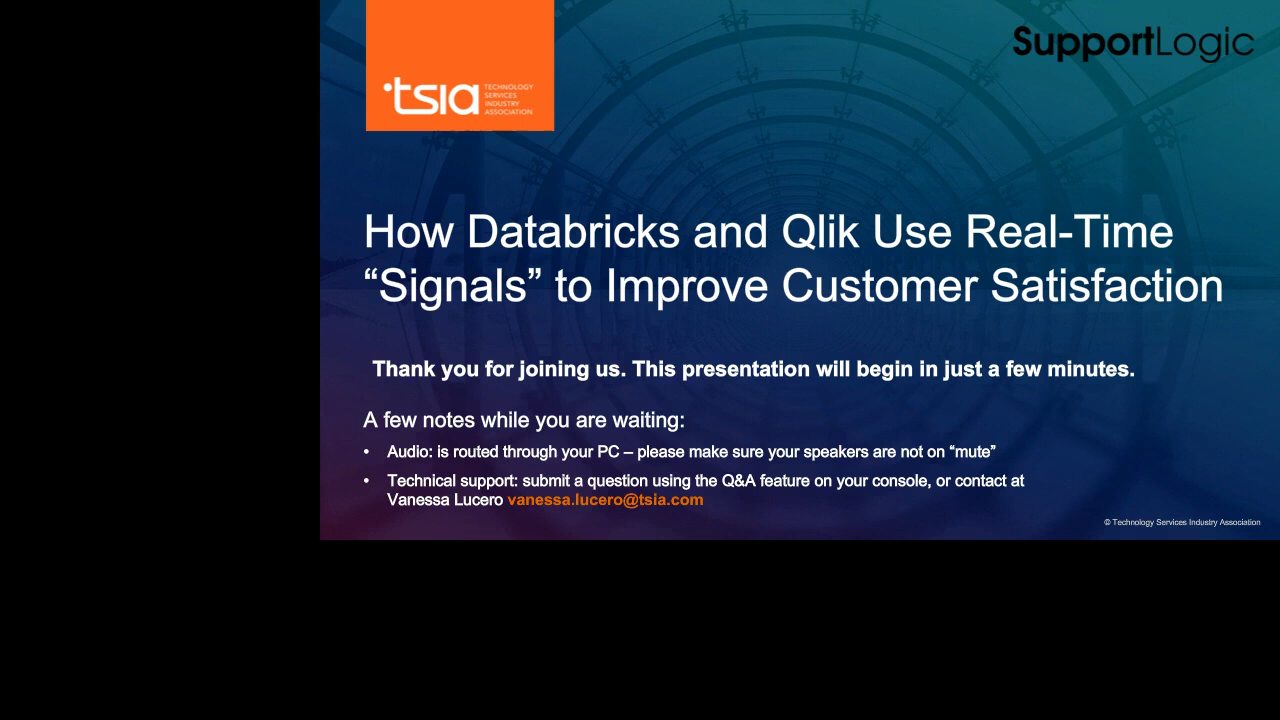 tsia TECHNOLOGY
SERVICES
INDUSTRY
ASSOCIATION
SupportLogic
How Databricks and Qlik Use Real-Time
“Signals” to Improve Customer Satisfaction
Thank you for joining us. This presentation will begin in just a few minutes.
A few notes while you are waiting:
• Audio: is routed through your PC – please make sure your speakers are not on “mute”
• Technical support: submit a question using the Q&A feature on your console, or contact at
Vanessa Lucero vanessa.lucero@tsia.com
© Technology Services Industry Association